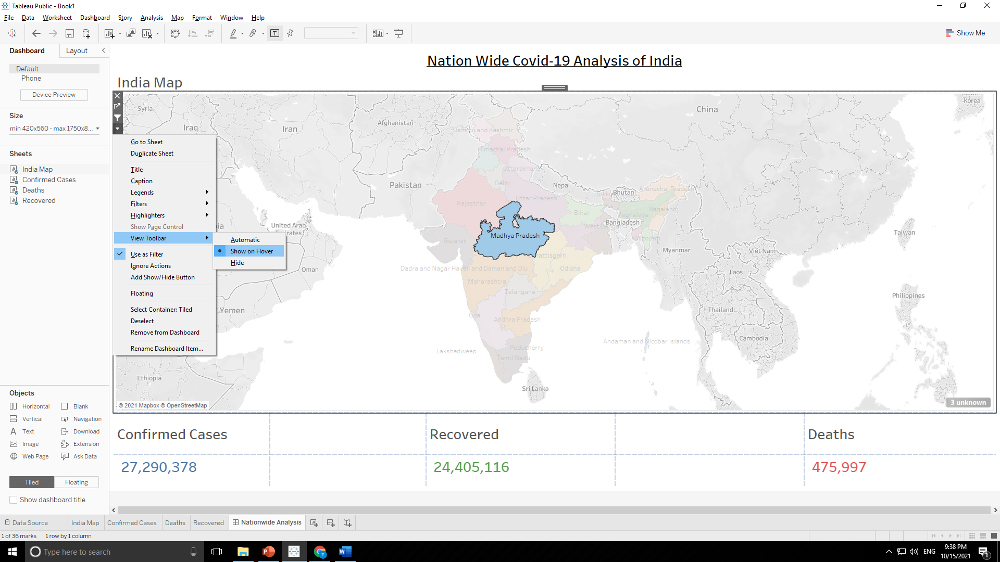 Tableau Public - Book1
File Data Worksheet Dashboard Story Analysis Map Format Window Help
Show Me
Dashboard Layout
Default
Phone
Device Preview
Size
min 420x560 - max 1750x8...
Sheets
India Map
Confirmed Cases
Deaths
Recovered
Objects
Horizontal Blank
Vertical Navigation
Text Download
Image Extension
Web Page Ask Data
Tiled Floating
Show dashboard title
Nation Wide Covid-19 Analysis of India
India Map
Go to Sheet
Duplicate Sheet
Title
Caption
Legends
Filters
Highlighters
Show Page Control
View Toolbar
Use as Filter
Ignore Actions
Add Show/Hide Button
Floating
Select Container: Tiled
Deselect
Remove from Dashboard
Rename Dashboard Item...
Automatic
Show on Hover
Hide
Syria
Iraq
Iran
Afghanistan
China
South
Korea
Jammu and Kashmir
Himachal Pradesh
Uttarakhand
Delhi
Pakistan
Nepal
Bhutan
Arunachal Pradesh
Rajasthan
Uttar Pradesh
Bihar
Nagaland
Meghalaya
Bangladesh
West Bengal
United Arab
Emirates
Gujarat
Madhya Pradesh
Mizoram
Taiwan
Myanmar
Viet Nam
Oman
Dadra and Nagar Haveli and Daman and Diu
Odisha
Laos
Maharashtra
Telangana
Philippines
Yemen
Goa
Andhra Pradesh
Thailand
Andaman and Nicobar Islands
Cambodia
Lakshadweep
Puducherry
Tamil Nadu
Ethiopia
Sri Lanka
© 2021 Mapbox © OpenStreetMap
3 unknown
Confirmed Cases Recovered Deaths
27,290,378 24,405,116 475,997
Data Source India Map Confirmed Cases Deaths Recovered Nationwide Analysis
1 of 36 marks 1 row by 1 column
Type here to search
ENG
9:38 PM
10/15/2021
1